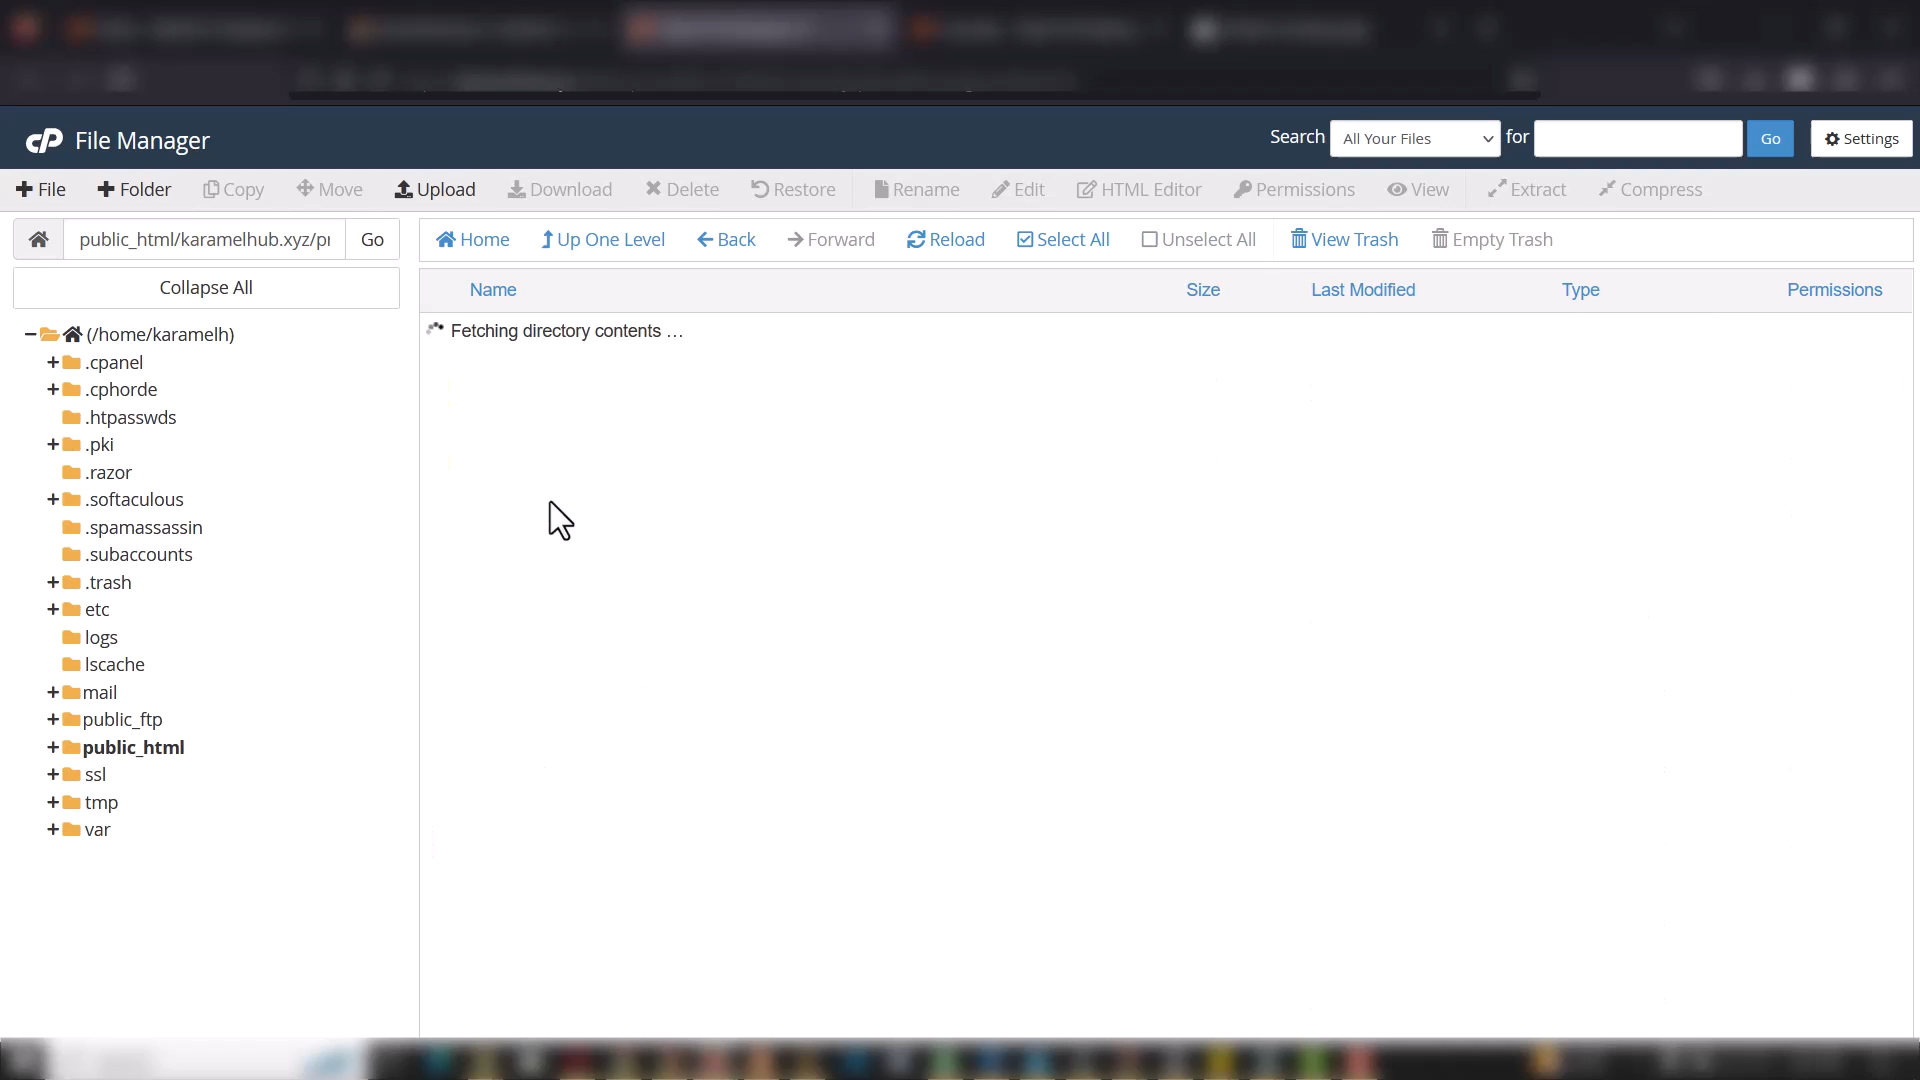 cP File Manager
Search All Your Files for Go Settings
File Folder Copy Move Upload Download Delete Restore Rename Edit HTML Editor Permissions View Extract Compress
public_html/karamelhub.xyz/pr Go
Home Up One Level Back Forward Reload Select All Unselect All View Trash Empty Trash
Collapse All
Name Size Last Modified Type Permissions
Fetching directory contents ...
(/home/karamelh)
.cpanel
.cphorde
.htpasswds
.pki
.razor
.softaculous
.spamassassin
.subaccounts
.trash
etc
logs
lscache
mail
public_ftp
public_html
ssl
tmp
var